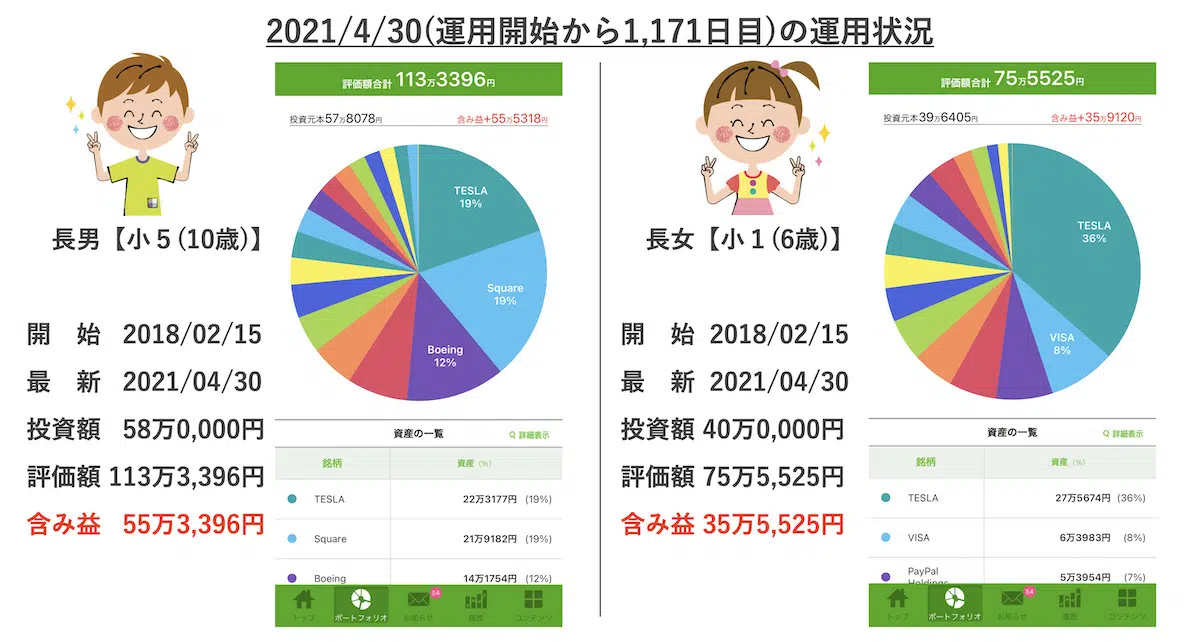 2021/4/30(運用開始から1,171日目)の運用状況
長男【小5(10歳)】
開　始 2018/02/15
最　新 2021/04/30
投資額 58万0,000円
評価額 113万3,396円
含み益 55万3,396円
評価額合計 113万3396円
投資元本57万8078円 含み益+55万5318円
TESLA
19%
Square
19%
Boeing
12%
資産の一覧 詳細表示
銘柄 資産(%)
TESLA 22万3177円 (19%)
Square 21万9182円 (19%)
Boeing 14万1754円 (12%)
54
トップ ポートフォリオ お知らせ 履歴 コンテンツ
長女【小1(6歳)】
開　始 2018/02/15
最　新 2021/04/30
投資額 40万0,000円
評価額 75万5,525円
含み益 35万5,525円
評価額合計 75万5525円
投資元本39万6405円 含み益+35万9120円
TESLA
36%
VISA
8%
資産の一覧 詳細表示
銘柄 資産(%)
TESLA 27万5674円 (36%)
VISA 6万3983円 (8%)
PayPal
Holdings 5万3954円 (7%)
54
トップ ポートフォリオ お知らせ 履歴 コンテンツ